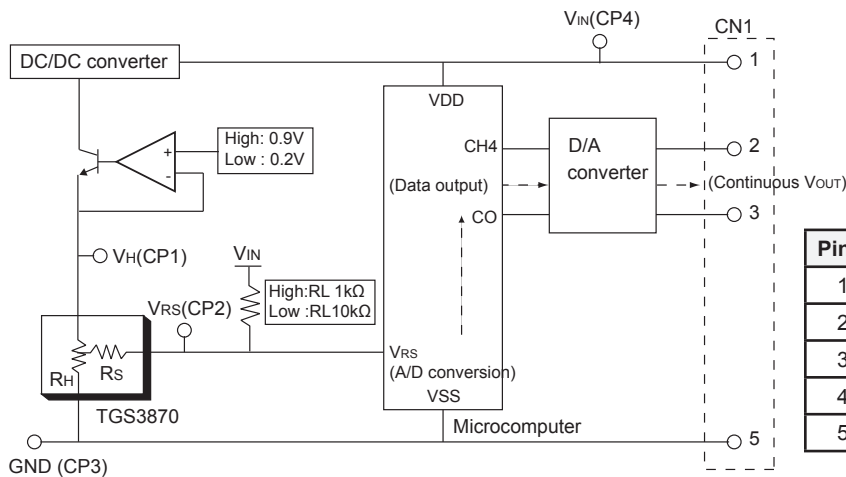 VIN(CP4)
CN1
DC/DC converter
1
VDD
High: 0.9V
Low : 0.2V
+
-
CH4
D/A
converter
2
(Data output)
(Continuous VOUT)
CO
3
VH(CP1)
VIN
High:RL 1kΩ
Low :RL10kΩ
VRS(CP2)
VRS
(A/D conversion)
RH
RS
VSS
TGS3870
Microcomputer
5
GND (CP3)
Pin
1
2
3
4
5